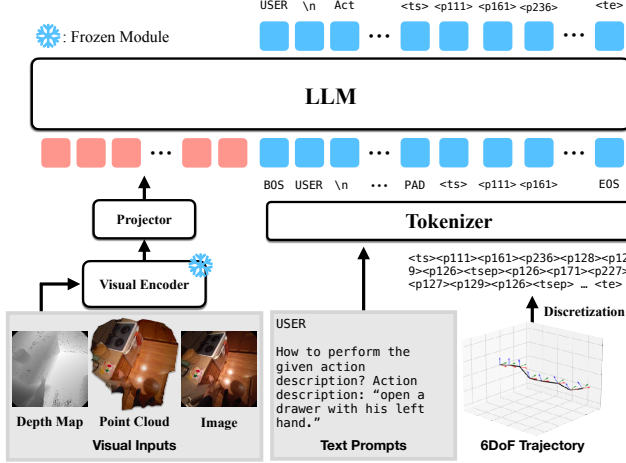 USER \n Act ... <ts> <p111> <p161> <p236> ... <te>
: Frozen Module
LLM
...
BOS USER \n ... PAD <ts> <p111> <p161> EOS
Projector
Tokenizer
Visual Encoder
<ts><p111><p161><p236><p128><p12
9><p126><tsep><p126><p171><p227>
<p127><p129><p126><tsep> … <te>
Discretization
USER
How to perform the
given action
description? Action
description: “open a
drawer with his left
hand.”
Depth Map Point Cloud Image
Visual Inputs
Text Prompts
6DoF Trajectory